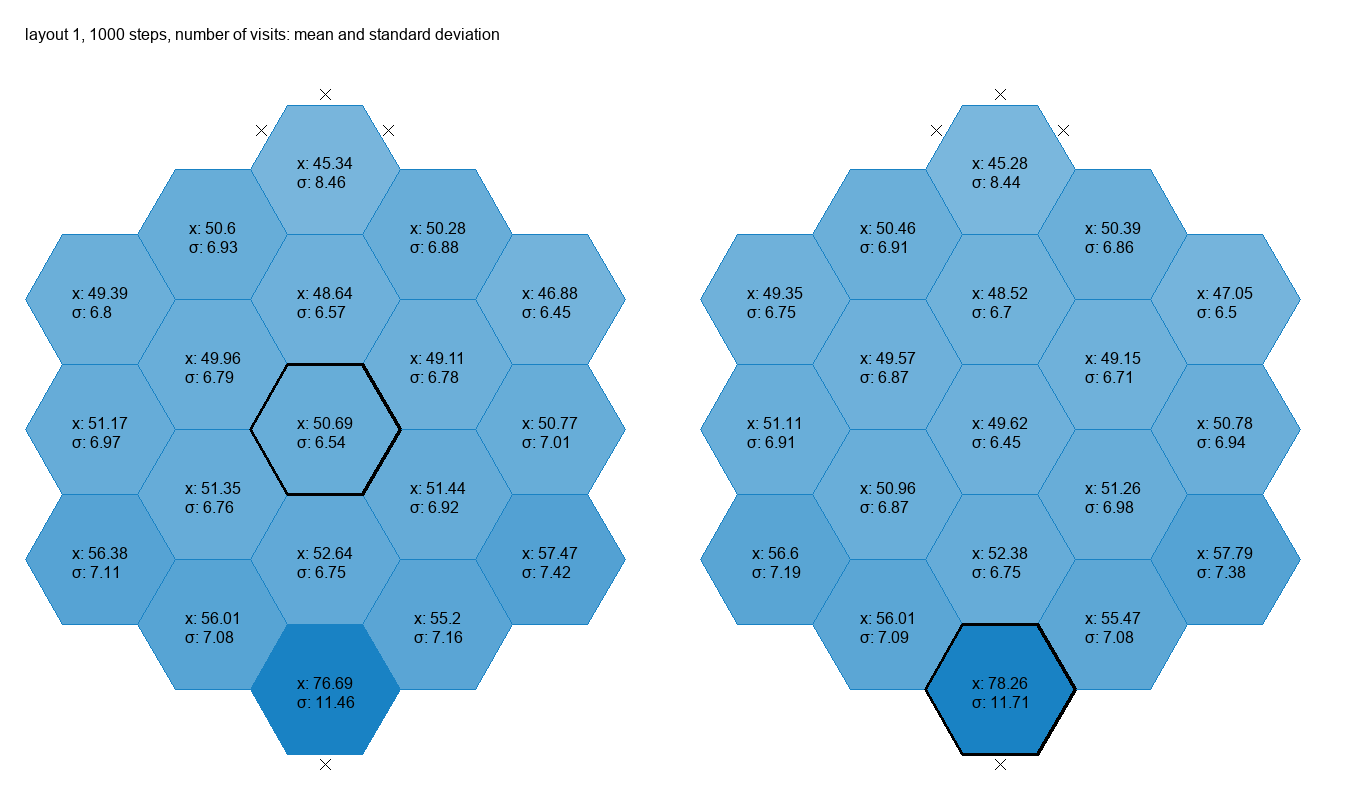 layout 1, 1000 steps, number of visits: mean and standard deviation
x: 45.34
σ: 8.46
x: 50.6
σ: 6.93
x: 50.28
σ: 6.88
x: 49.39
σ: 6.8
x: 48.64
σ: 6.57
x: 46.88
σ: 6.45
x: 49.96
σ: 6.79
x: 49.11
σ: 6.78
x: 51.17
σ: 6.97
x: 50.69
σ: 6.54
x: 50.77
σ: 7.01
x: 51.35
σ: 6.76
x: 51.44
σ: 6.92
x: 56.38
σ: 7.11
x: 52.64
σ: 6.75
x: 57.47
σ: 7.42
x: 56.01
σ: 7.08
x: 55.2
σ: 7.16
x: 76.69
σ: 11.46
x: 45.28
σ: 8.44
x: 50.46
σ: 6.91
x: 50.39
σ: 6.86
x: 49.35
σ: 6.75
x: 48.52
σ: 6.7
x: 47.05
σ: 6.5
x: 49.57
σ: 6.87
x: 49.15
σ: 6.71
x: 51.11
σ: 6.91
x: 49.62
σ: 6.45
x: 50.78
σ: 6.94
x: 50.96
σ: 6.87
x: 51.26
σ: 6.98
x: 56.6
σ: 7.19
x: 52.38
σ: 6.75
x: 57.79
σ: 7.38
x: 56.01
σ: 7.09
x: 55.47
σ: 7.08
x: 78.26
σ: 11.71